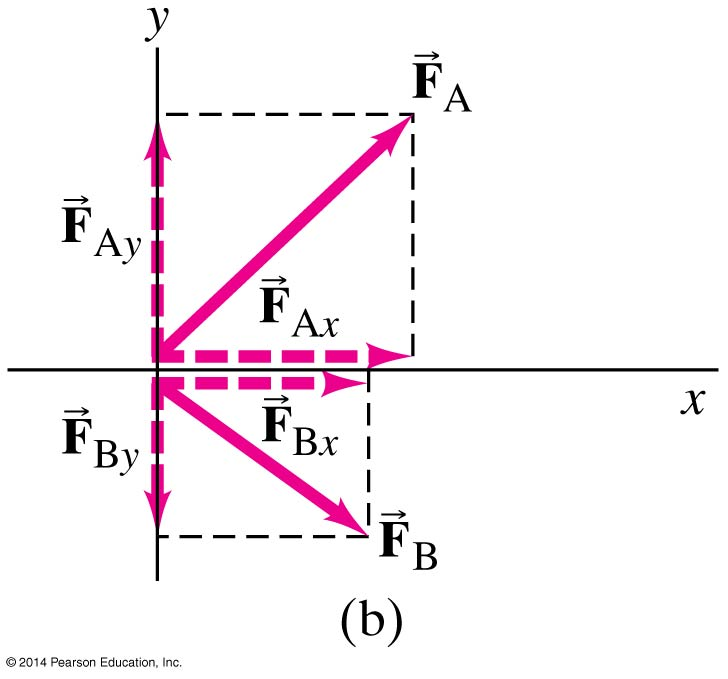 y
F⃗A
F⃗Ay
F⃗Ax
x
F⃗By
F⃗Bx
F⃗B
(b)
© 2014 Pearson Education, Inc.